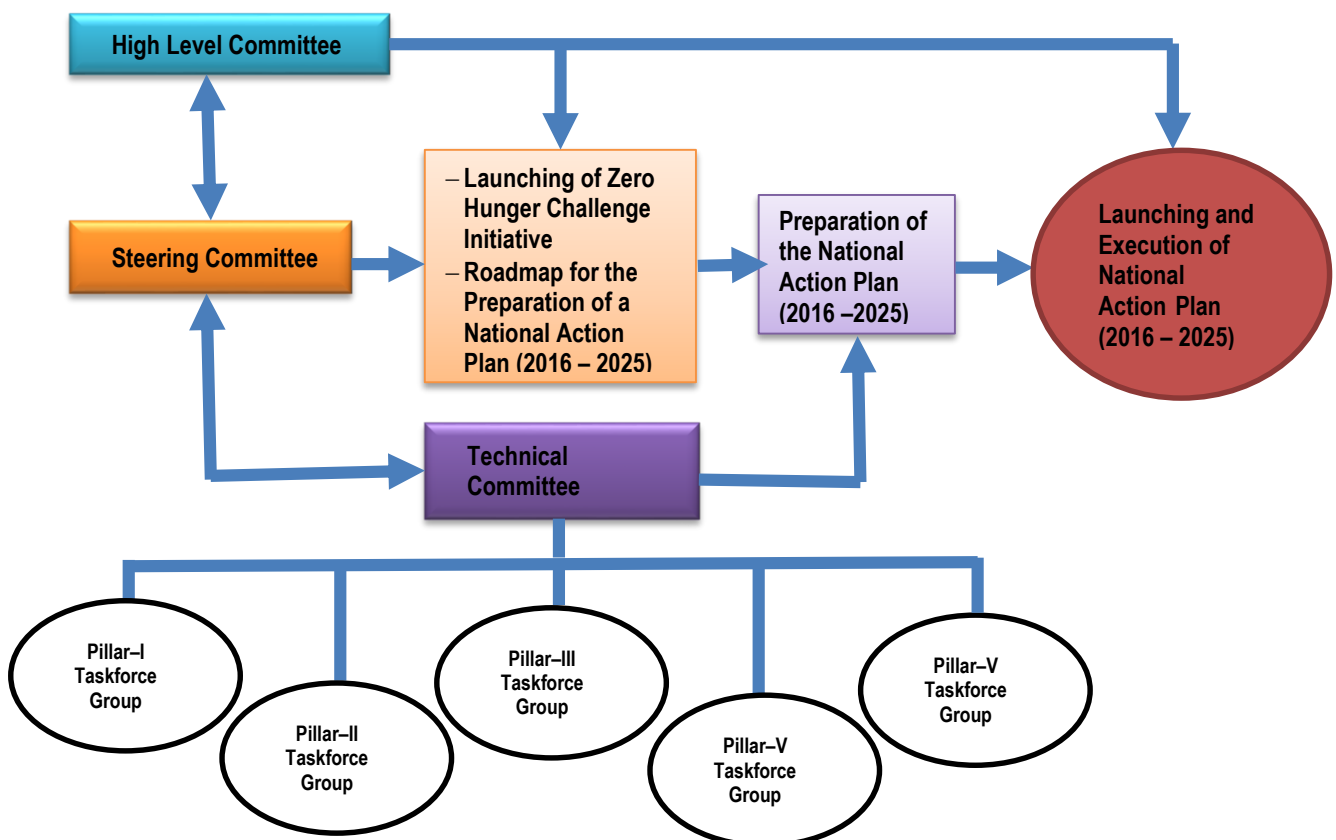 High Level Committee
Steering Committee
– Launching of Zero
Hunger Challenge
Initiative
– Roadmap for the
Preparation of a
National Action
Plan (2016 – 2025)
Preparation of
the National
Action Plan
(2016 –2025)
Launching and
Execution of
National
Action Plan
(2016 – 2025)
Technical
Committee
Pillar–I
Taskforce
Group
Pillar–II
Taskforce
Group
Pillar–III
Taskforce
Group
Pillar–V
Taskforce
Group
Pillar–V
Taskforce
Group